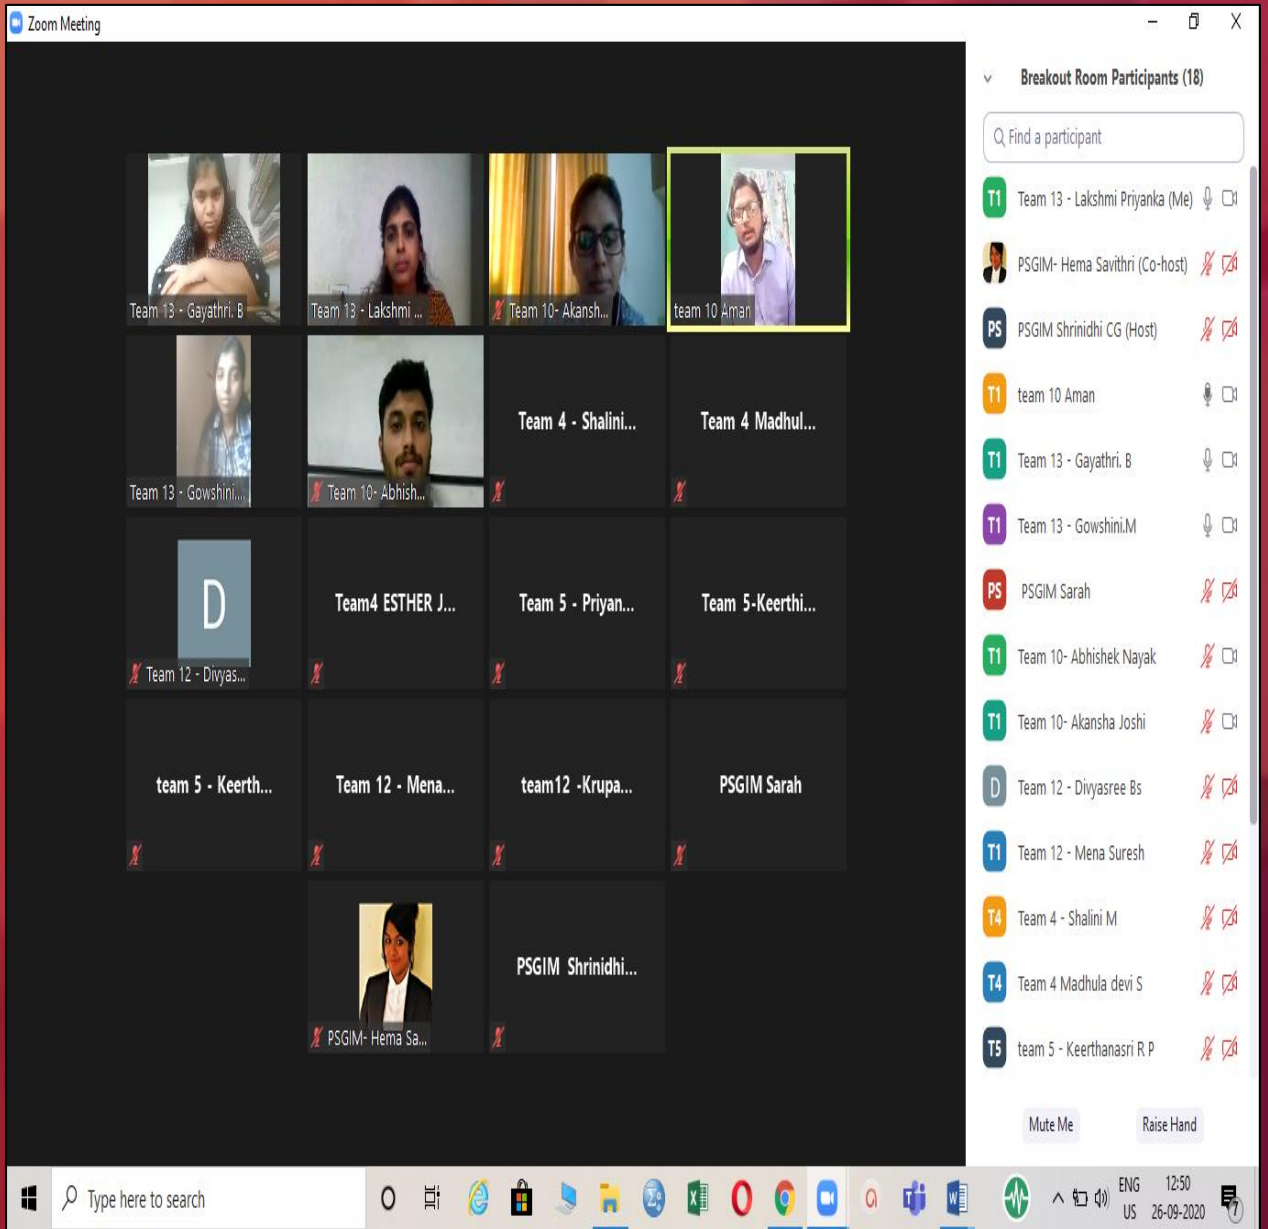 Zoom Meeting
Breakout Room Participants (18)
Find a participant
Team 13 - Gayathri. B
Team 13 - Lakshmi ...
Team 10- Akansh...
team 10 Aman
Team 13 - Gowshini....
Team 10- Abhish...
Team 4 - Shalini...
Team 4 Madhul...
D
Team 12 - Divyas...
Team4 ESTHER J...
Team 5 - Priyan...
Team 5-Keerthi...
team 5 - Keerth...
Team 12 - Mena...
team12 -Krupa...
PSGIM Sarah
PSGIM- Hema Sa...
PSGIM Shrinidhi...
T1 Team 13 - Lakshmi Priyanka (Me)
PSGIM- Hema Savithri (Co-host)
PS PSGIM Shrinidhi CG (Host)
T1 team 10 Aman
T1 Team 13 - Gayathri. B
T1 Team 13 - Gowshini.M
PS PSGIM Sarah
T1 Team 10- Abhishek Nayak
T1 Team 10- Akansha Joshi
D Team 12 - Divyasree Bs
T1 Team 12 - Mena Suresh
T4 Team 4 - Shalini M
T4 Team 4 Madhula devi S
T5 team 5 - Keerthanasri R P
Mute Me
Raise Hand
Type here to search
ENG
US
12:50
26-09-2020
7